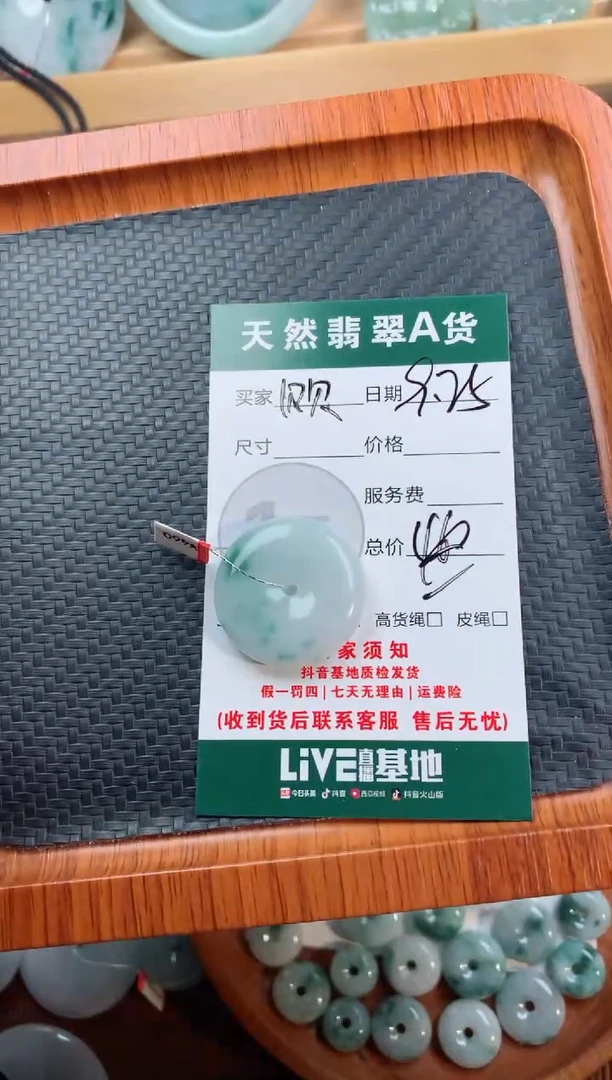 天然翡翠A货
买家 贝贝 日期 9.25
尺寸 价格
服务费
总价
高货绳□ 皮绳□
家须知
抖音基地质检发货
假一罚四|七天无理由|运费险
(收到货后联系客服 售后无忧)
LIVE直播基地
今日头条 抖音 西瓜视频 抖音火山版